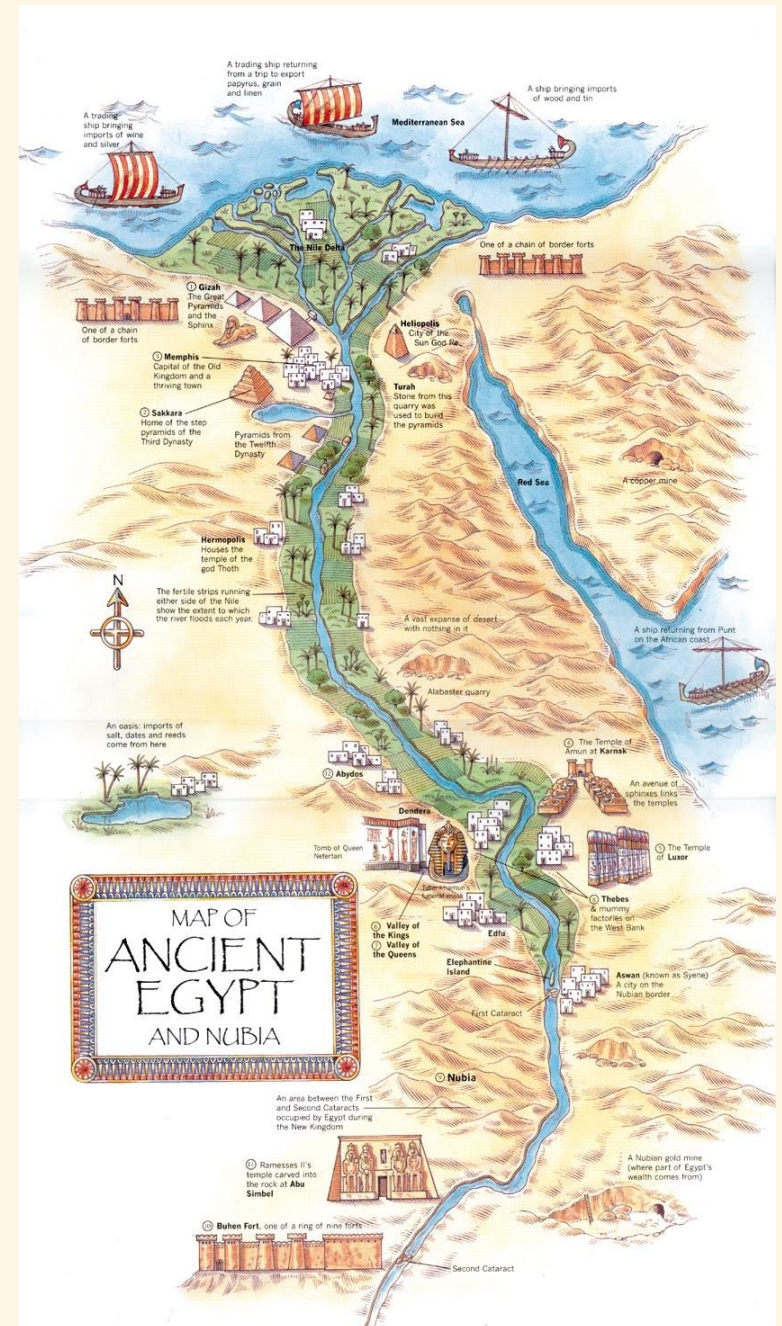 A trading ship returning
from a trip to export
papyrus, grain
and linen
A ship bringing imports
of wood and tin
A trading
ship bringing
imports of wine
and silver
Mediterranean Sea
The Nile Delta
One of a chain of border forts
① Gizah
The Great
Pyramids
and the
Sphinx
One of a chain
of border forts
Heliopolis
City of the
Sun God Re
③ Memphis
Capital of the Old
Kingdom and a
thriving town
Turah
Stone from this
quarry was
used to build
the pyramids
② Sakkara
Home of the step
pyramids of the
Third Dynasty
Pyramids from
the Twelfth
Dynasty
Red Sea
A copper mine
Hermopolis
Houses the
temple of the
god Thoth
N
The fertile strips running
either side of the Nile
show the extent to which
the river floods each year.
A vast expanse of desert
with nothing in it
A ship returning from Punt
on the African coast
Alabaster quarry
An oasis: imports of
salt, dates and reeds
come from here
④ The Temple of
Amun at Karnak
⑫ Abydos
An avenue of
sphinxes links
the temples
Dendera
Tomb of Queen
Nefertari
Tutankhamun's
funeral mask
⑤ The Temple
of Luxor
⑧ Thebes
& mummy
factories on
the West Bank
⑥ Valley of
the Kings
⑦ Valley of
the Queens
Edfu
MAP OF
ANCIENT
EGYPT
AND NUBIA
Elephantine
Island
Aswan (known as Syene)
A city on the
Nubian border
First Cataract
⑨ Nubia
An area between the First
and Second Cataracts
occupied by Egypt during
the New Kingdom
⑪ Ramesses II's
temple carved into
the rock at Abu
Simbel
A Nubian gold mine
(where part of Egypt's
wealth comes from)
⑩ Buhen Fort, one of a ring of nine forts
Second Cataract